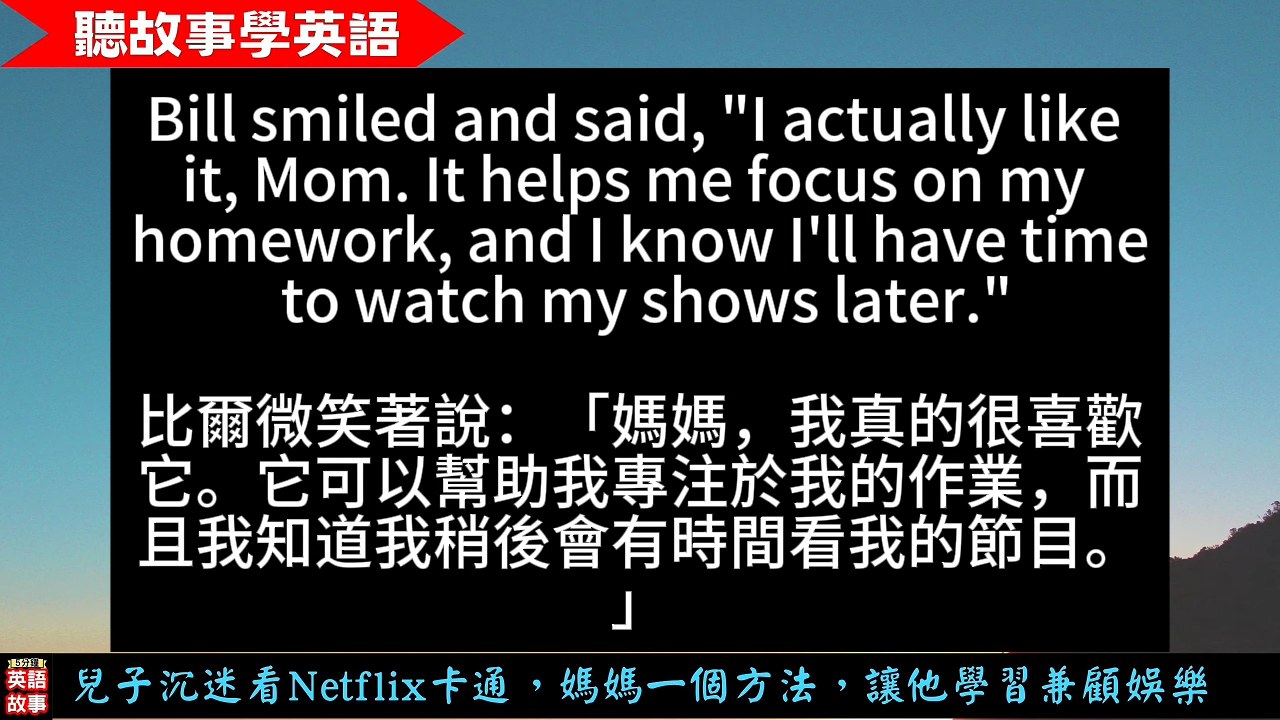 聽故事學英語
Bill smiled and said, "I actually like
it, Mom. It helps me focus on my
homework, and I know I'll have time
to watch my shows later."
比爾微笑著說：「媽媽，我真的很喜歡
它。它可以幫助我專注於我的作業，而
且我知道我稍後會有時間看我的節目。
」
5分鐘
英語
故事
兒子沉迷看Netflix卡通，媽媽一個方法，讓他學習兼顧娛樂